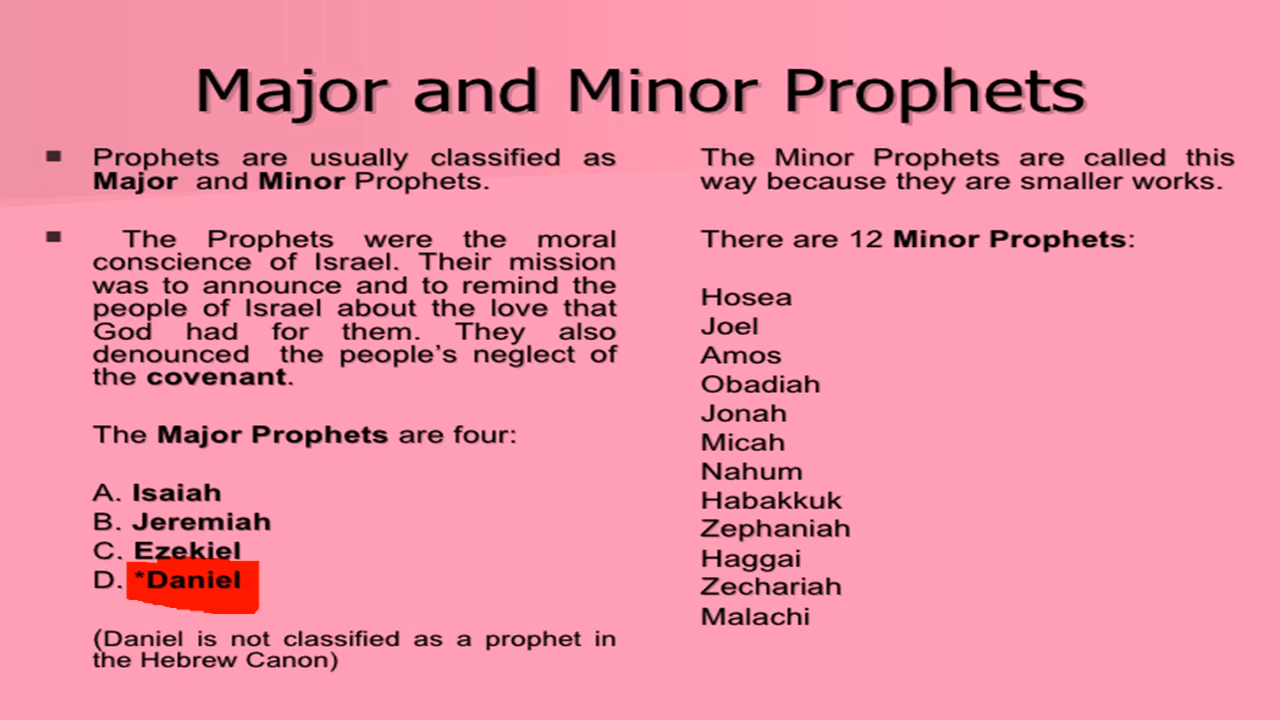 Major and Minor Prophets
Prophets are usually classified as
Major and Minor Prophets.
The Prophets were the moral
conscience of Israel. Their mission
was to announce and to remind the
people of Israel about the love that
God had for them. They also
denounced the people's neglect of
the covenant.
The Major Prophets are four:
A. Isaiah
B. Jeremiah
C. Ezekiel
D. *Daniel
(Daniel is not classified as a prophet in
the Hebrew Canon)
The Minor Prophets are called this
way because they are smaller works.
There are 12 Minor Prophets:
Hosea
Joel
Amos
Obadiah
Jonah
Micah
Nahum
Habakkuk
Zephaniah
Haggai
Zechariah
Malachi